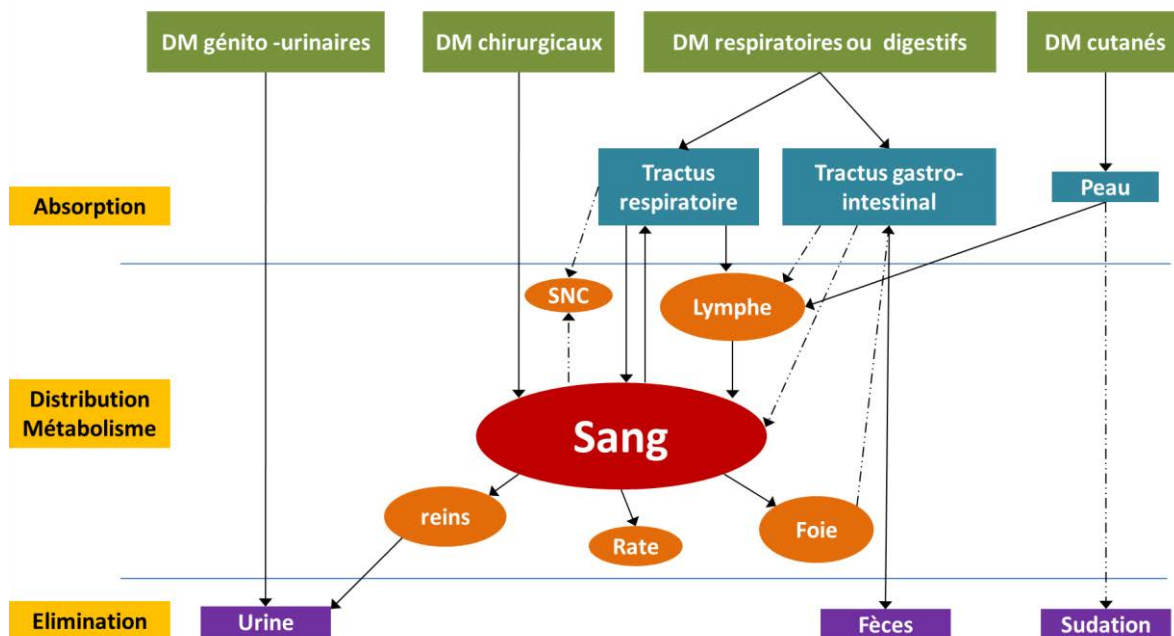 DM génito -urinaires
DM chirurgicaux
DM respiratoires ou digestifs
DM cutanés
Absorption
Tractus
respiratoire
Tractus gastro-
intestinal
Peau
SNC
Lymphe
Distribution
Métabolisme
Sang
reins
Rate
Foie
Elimination
Urine
Fèces
Sudation